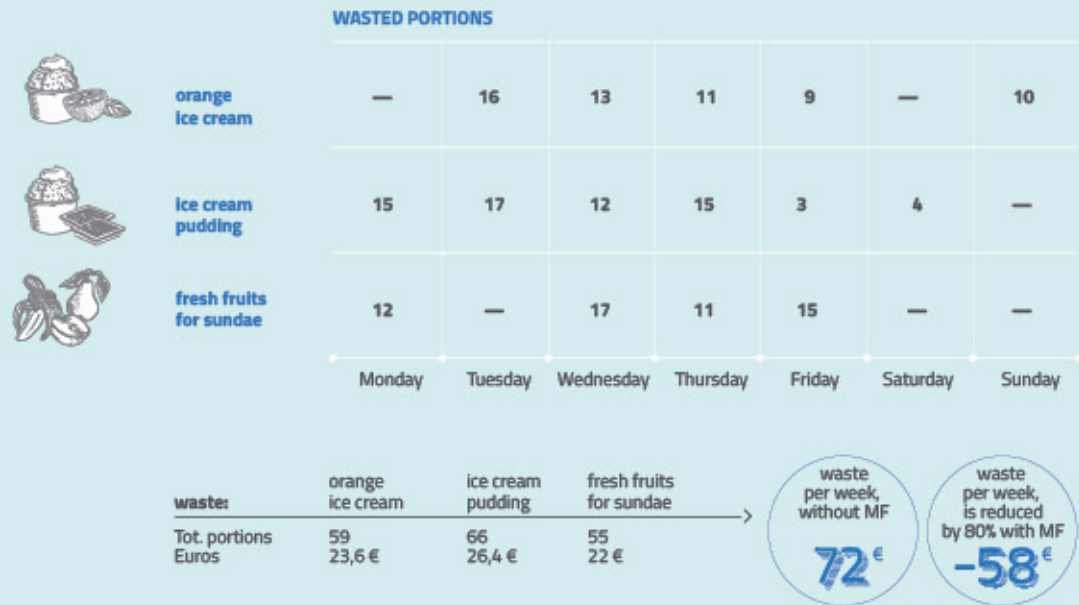 WASTED PORTIONS
orange — 16 13 11 9 — 10
ice cream
ice cream 15 17 12 15 3 4 —
pudding
fresh fruits 12 — 17 11 15 — —
for sundae
Monday Tuesday Wednesday Thursday Friday Saturday Sunday
waste: orange ice cream fresh fruits
ice cream pudding for sundae
Tot. portions 59 66 55
Euros 23,6 € 26,4 € 22 €
waste
per week,
without MF
72€
waste
per week,
is reduced
by 80% with MF
-58€